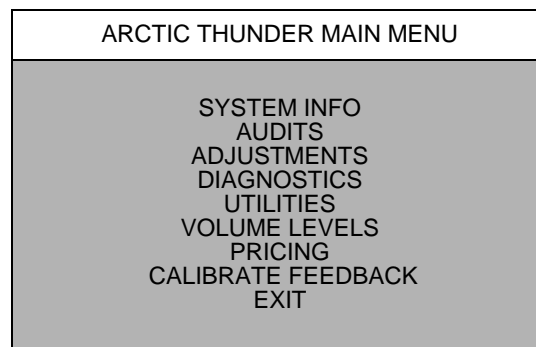 ARCTIC THUNDER MAIN MENU
SYSTEM INFO
AUDITS
ADJUSTMENTS
DIAGNOSTICS
UTILITIES
VOLUME LEVELS
PRICING
CALIBRATE FEEDBACK
EXIT